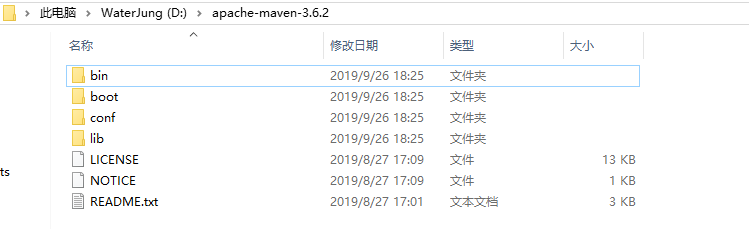 此电脑 › WaterJung (D:) › apache-maven-3.6.2
名称 修改日期 类型 大小
bin 2019/9/26 18:25 文件夹
boot 2019/9/26 18:25 文件夹
conf 2019/9/26 18:25 文件夹
lib 2019/9/26 18:25 文件夹
LICENSE 2019/8/27 17:09 文件 13 KB
ts
NOTICE 2019/8/27 17:09 文件 1 KB
README.txt 2019/8/27 17:01 文本文档 3 KB